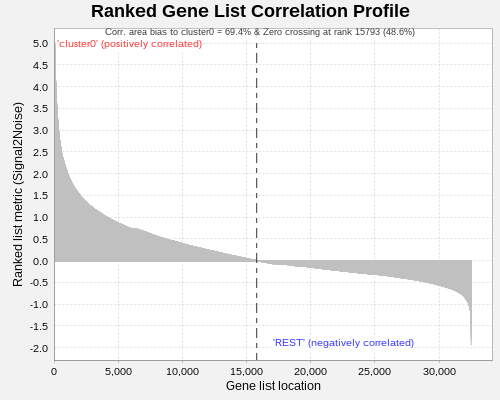 Ranked Gene List Correlation Profile
Corr. area bias to cluster0 = 69.4% & Zero crossing at rank 15793 (48.6%)
'cluster0' (positively correlated)
5.0
4.5
4.0
3.5
3.0
2.5
2.0
1.5
1.0
0.5
0.0
-0.5
-1.0
-1.5
-2.0
Ranked list metric (Signal2Noise)
'REST' (negatively correlated)
0 5,000 10,000 15,000 20,000 25,000 30,000
Gene list location